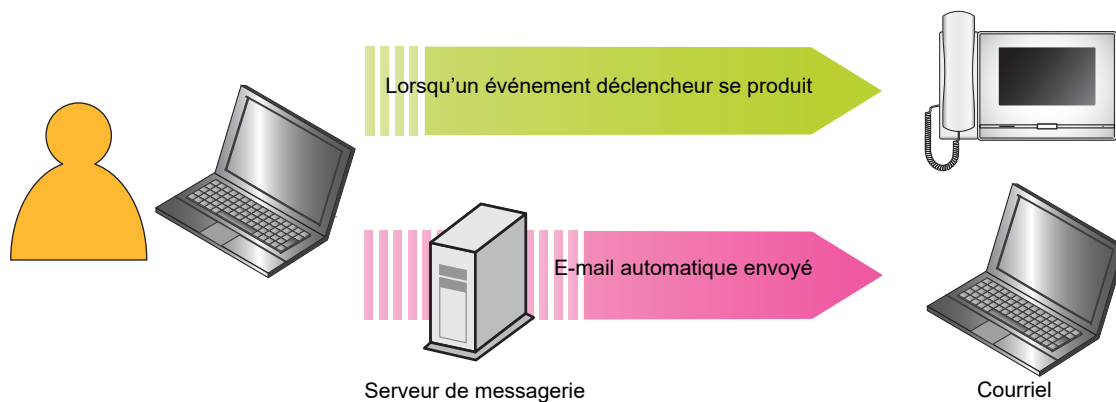 Lorsqu’un événement déclencheur se produit
E-mail automatique envoyé
Serveur de messagerie
Courriel